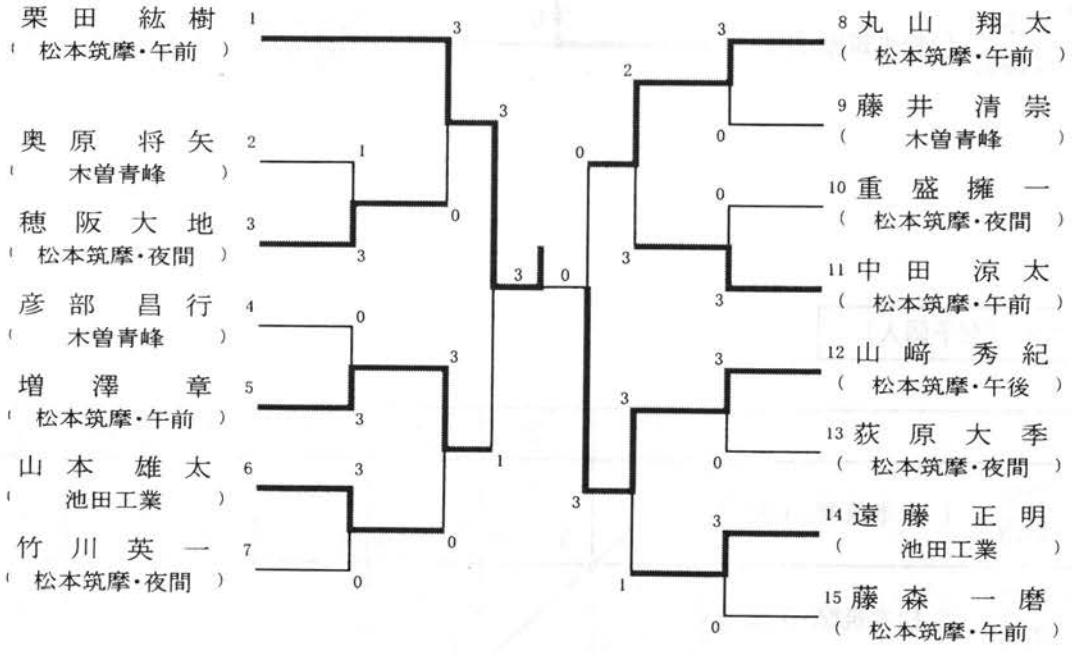 1 栗田 紘樹
( 松本筑摩・午前 )
2 奥原 将矢
( 木曽青峰 )
3 穂阪大地
( 松本筑摩・夜間 )
4 彦部 昌行
( 木曽青峰 )
5 増澤 章
( 松本筑摩・午前 )
6 山本 雄太
( 池田工業 )
7 竹川英一
( 松本筑摩・夜間 )
3
1
3
0
3
0
3
3
3
0
3
0
1
3
0
3
2
0
0
0
3
3
3
3
0
3
3
1
0
8 丸山 翔太
( 松本筑摩・午前 )
9 藤井 清崇
( 木曽青峰 )
10 重盛擁一
( 松本筑摩・夜間 )
11 中田 涼太
( 松本筑摩・午前 )
12 山﨑 秀紀
( 松本筑摩・午後 )
13 荻原大季
( 松本筑摩・夜間 )
14 遠藤 正明
( 池田工業 )
15 藤森 一磨
( 松本筑摩・午前 )